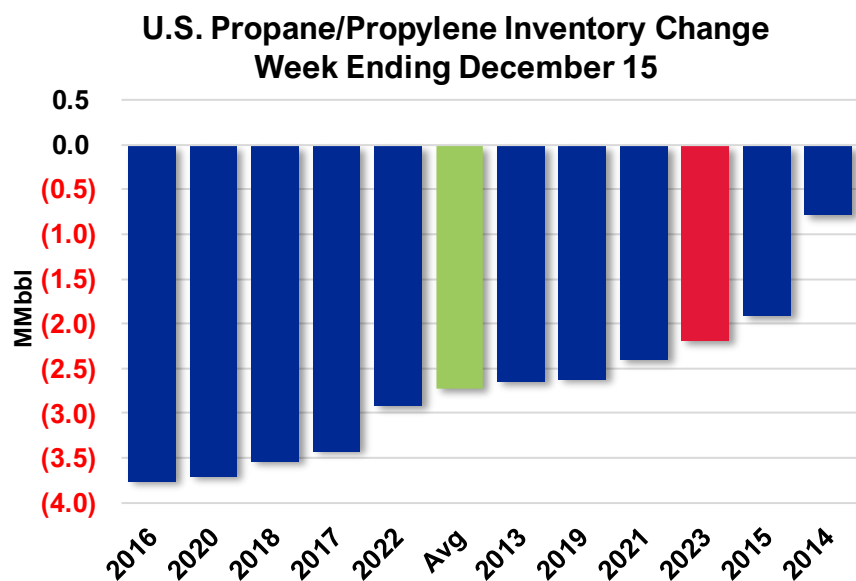 U.S. Propane/Propylene Inventory Change
Week Ending December 15
0.5
0.0
(0.5)
(1.0)
(1.5)
(2.0)
(2.5)
(3.0)
(3.5)
(4.0)
MMbbl
2016 2020 2018 2017 2022 Avg 2013 2019 2021 2023 2015 2014